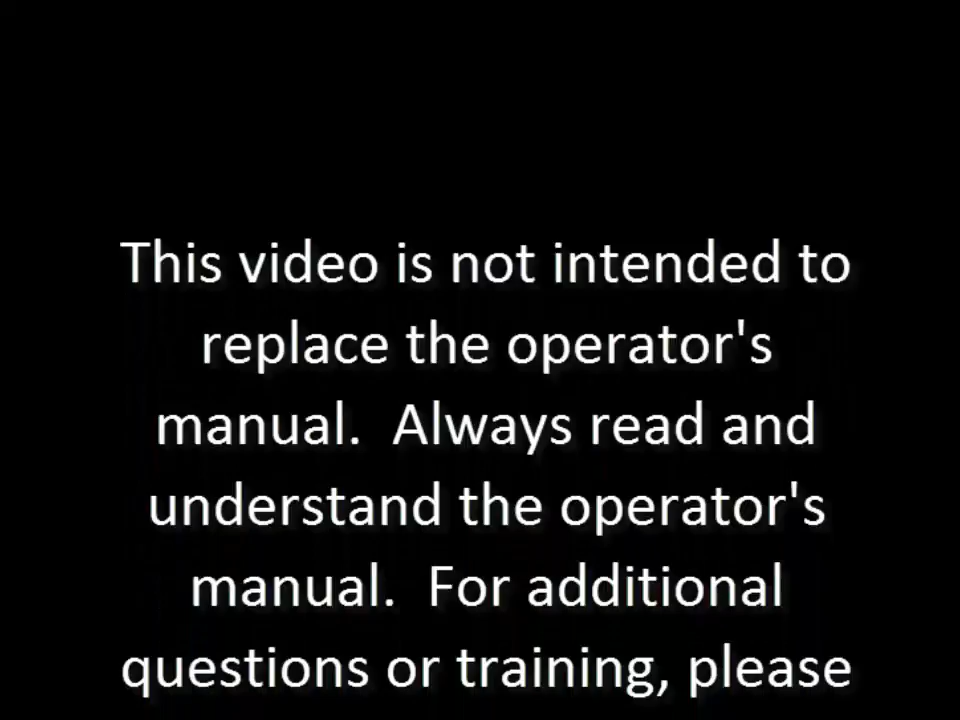 This video is not intended to
replace the operator's
manual.  Always read and
understand the operator's
manual.  For additional
questions or training, please